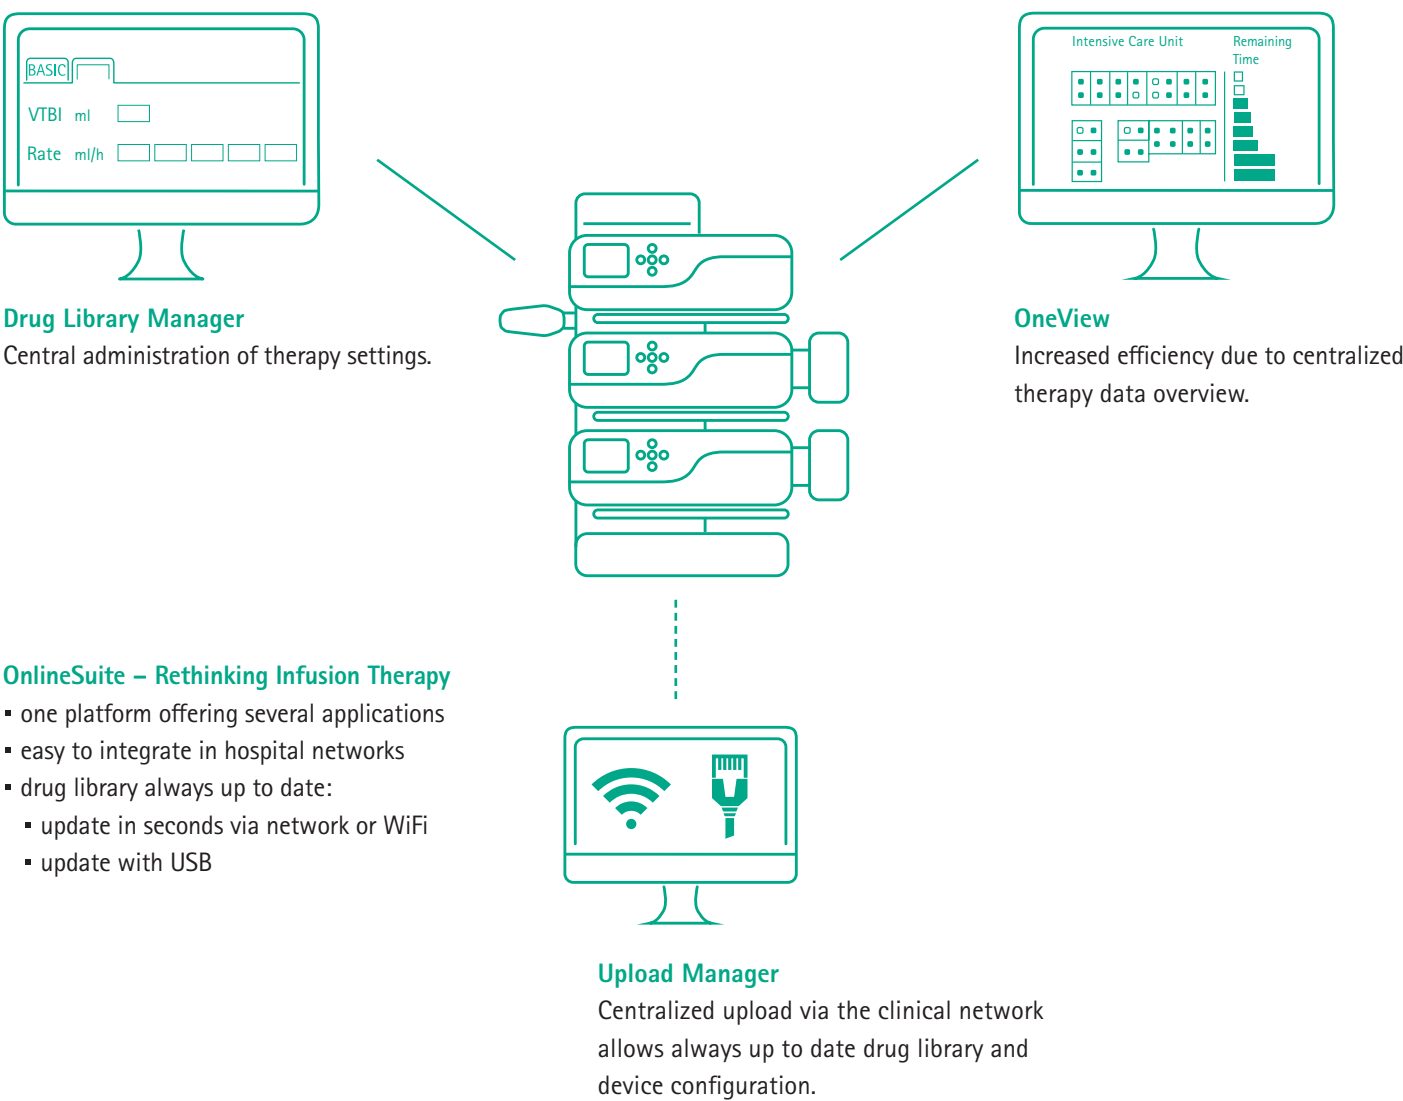 BASIC
VTBI ml
Rate ml/h
Intensive Care Unit
Remaining
Time
Drug Library Manager
Central administration of therapy settings.
OneView
Increased efficiency due to centralized
therapy data overview.
OnlineSuite – Rethinking Infusion Therapy
▪ one platform offering several applications
▪ easy to integrate in hospital networks
▪ drug library always up to date:
▪ update in seconds via network or WiFi
▪ update with USB
Upload Manager
Centralized upload via the clinical network
allows always up to date drug library and
device configuration.